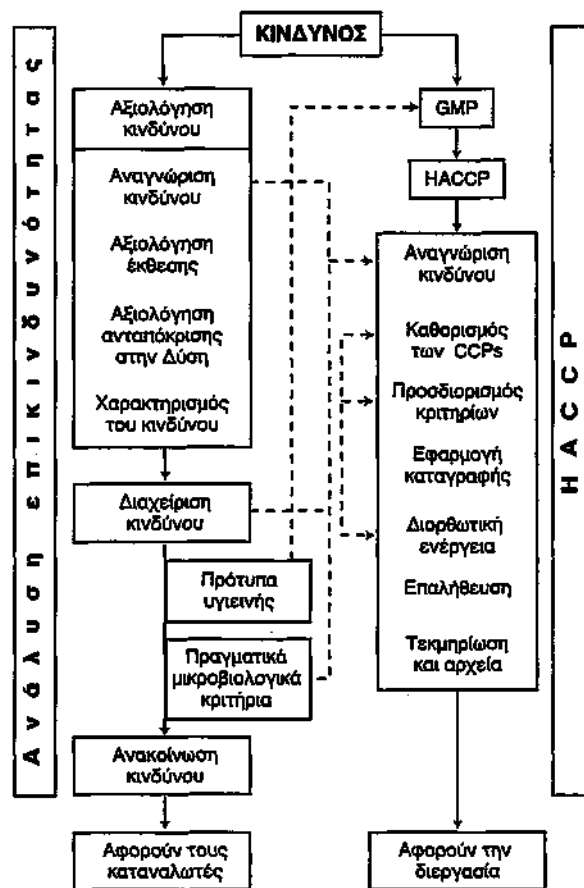 ΚΙΝΔΥΝΟΣ
Ανάλυση επικινδυνότητας
Αξιολόγηση
κινδύνου
Αναγνώριση
κινδύνου
Αξιολόγηση
έκθεσης
Αξιολόγηση
ανταπόκρισης
στην Δύση
Χαρακτηρισμός
του κινδύνου
Διαχείριση
κινδύνου
Πρότυπα
υγιεινής
Πραγματικά
μικροβιολογικά
κριτήρια
Ανακοίνωση
κινδύνου
Αφορούν τους
καταναλωτές
GMP
HACCP
Αναγνώριση
κινδύνου
Καθορισμός
των CCPs
Προσδιορισμός
κριτηρίων
Εφαρμογή
καταγραφής
Διορθωτική
ενέργεια
Επαλήθευση
Τεκμηρίωση
και αρχεία
Αφορούν την
διεργασία
HACCP